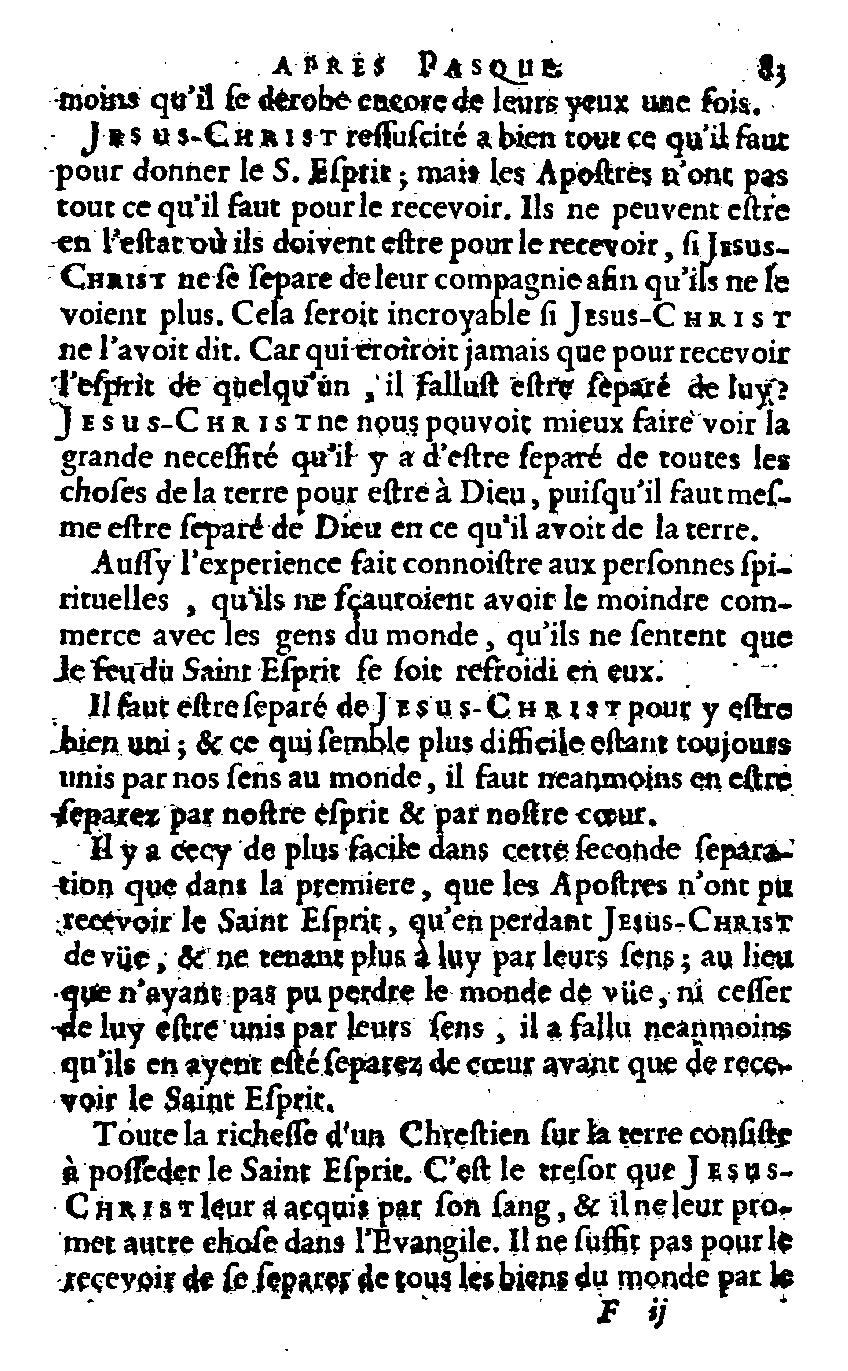 APRES PASQUE. 83
moins qu'il ſe dérobe encore de leurs yeux une fois.
JESUS-CHRIST reſſuſcité a bien tout ce qu'il faut
pour donner le S. Eſprit; mais les Apoſtres n'ont pas
tout ce qu'il faut pour le recevoir. Ils ne peuvent eſtre
en l'eſtat où ils doivent eſtre pour le recevoir, ſi JESUS-
CHRIST ne ſe ſepare de leur compagnie afin qu'ils ne ſe
voient plus. Cela ſeroit incroyable ſi JESUS-CHRIST
ne l'avoit dit. Car qui croiroit jamais que pour recevoir
l'eſprit de quelqu'un, il falluſt eſtre ſeparé de luy?
JESUS-CHRIST ne nous pouvoit mieux faire voir la
grande neceſſité qu'il y a d'eſtre ſeparé de toutes les
choſes de la terre pour eſtre à Dieu, puiſqu'il faut meſ-
me eſtre ſeparé de Dieu en ce qu'il avoit de la terre.
Auſſy l'experience fait connoiſtre aux perſonnes ſpi-
rituelles, qu'ils ne ſçauroient avoir le moindre com-
merce avec les gens du monde, qu'ils ne ſentent que
le feu du Saint Eſprit ſe ſoit refroidi en eux.
Il faut eſtre ſeparé de JESUS-CHRIST pour y eſtre
bien uni; & ce qui ſemble plus difficile eſtant toujours
unis par nos ſens au monde, il faut neanmoins en eſtre
ſeparez par noſtre eſprit & par noſtre cœur.
Il y a cecy de plus facile dans cette ſeconde ſepara-
tion que dans la premiere, que les Apoſtres n'ont pu
recevoir le Saint Eſprit, qu'en perdant JESUS-CHRIST
de vüe, & ne tenant plus à luy par leurs ſens; au lieu
que n'ayant pas pu perdre le monde de vüe, ni ceſſer
de luy eſtre unis par leurs ſens, il a fallu neanmoins
qu'ils en ayent eſté ſeparez de cœur avant que de rece-
voir le Saint Eſprit.
Toute la richeſſe d'un Chreſtien ſur la terre conſiſte
à poſſeder le Saint Eſprit. C'eſt le treſor que JESUS-
CHRIST leur a acquis par ſon ſang, & il ne leur pro-
met autre choſe dans l'Evangile. Il ne ſuffit pas pour le
recevoir de ſe ſeparer de tous les biens du monde par le
F ij